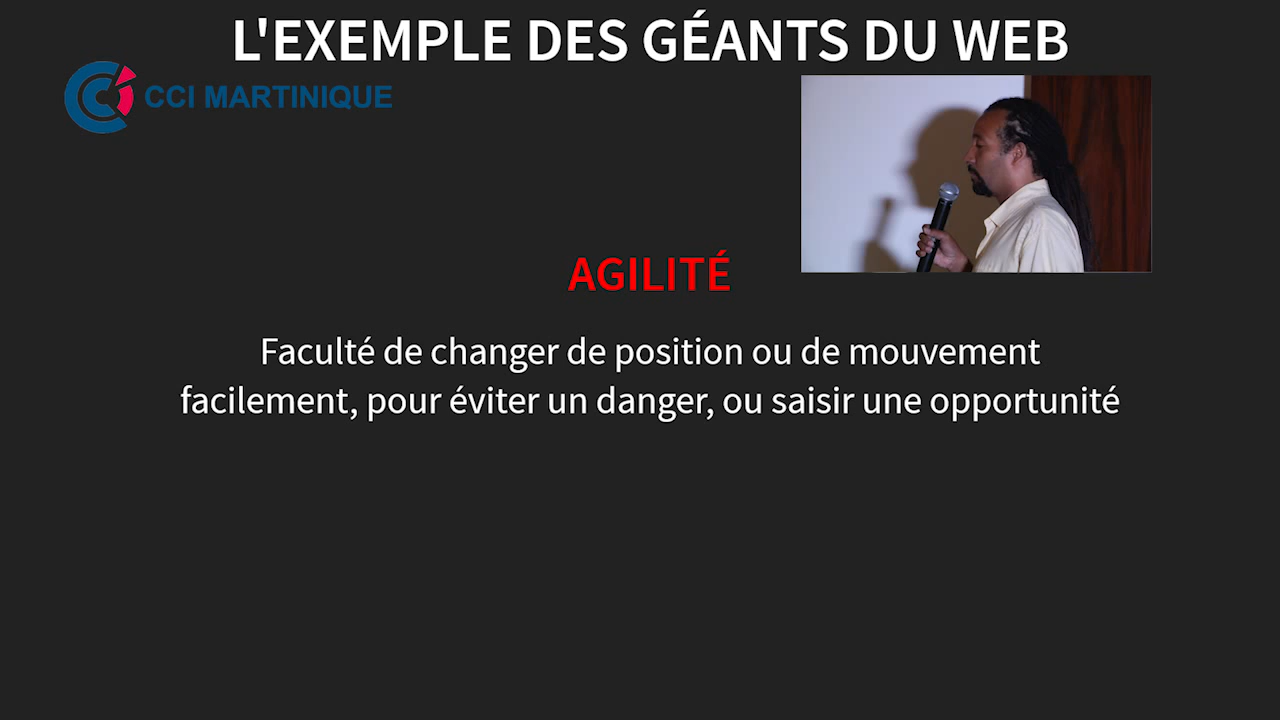 L'EXEMPLE DES GÉANTS DU WEB
CCI MARTINIQUE
AGILITÉ
Faculté de changer de position ou de mouvement
facilement, pour éviter un danger, ou saisir une opportunité